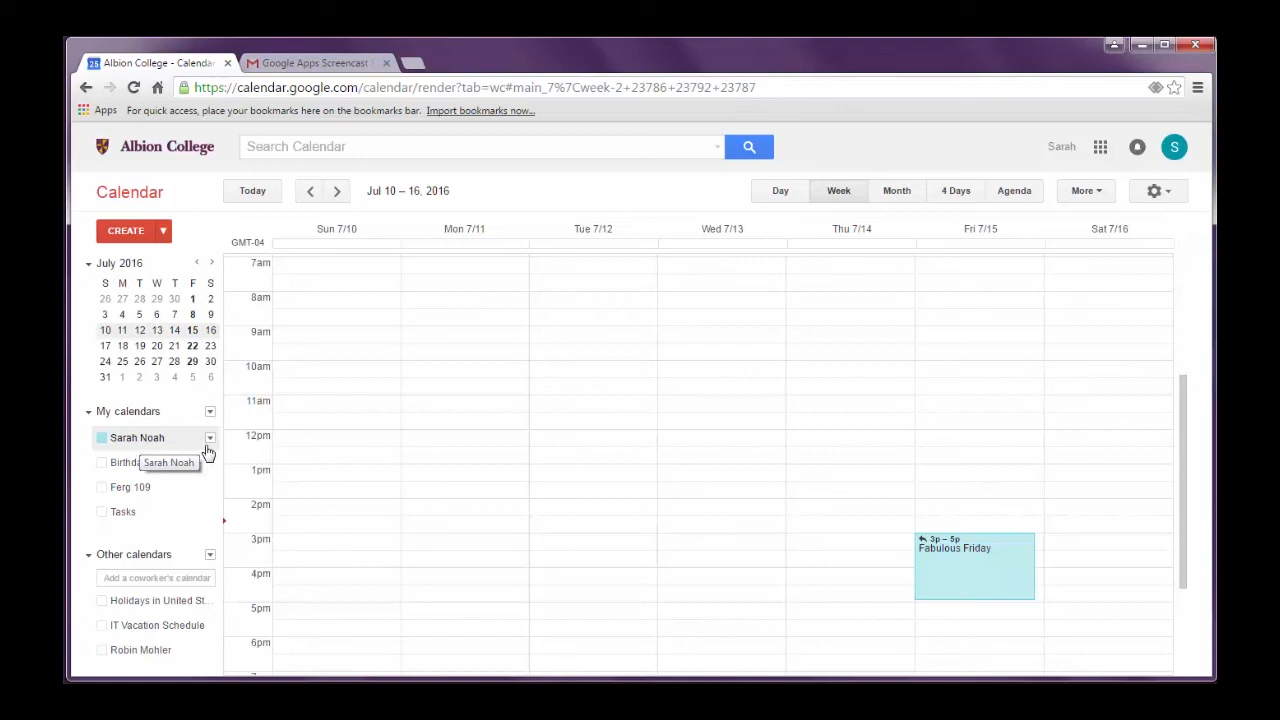 Albion College - Calendar
Google Apps Screencast
https://calendar.google.com/calendar/render?tab=wc#main_7%7Cweek-2+23786+23792+23787
Apps For quick access, place your bookmarks here on the bookmarks bar. Import bookmarks now...
Albion College
Search Calendar
Sarah
S
Calendar
Today
Jul 10 – 16, 2016
Day Week Month 4 Days Agenda
More
CREATE
GMT-04
Sun 7/10 Mon 7/11 Tue 7/12 Wed 7/13 Thu 7/14 Fri 7/15 Sat 7/16
July 2016
S M T W T F S
26 27 28 29 30 1 2
3 4 5 6 7 8 9
10 11 12 13 14 15 16
17 18 19 20 21 22 23
24 25 26 27 28 29 30
31 1 2 3 4 5 6
My calendars
Sarah Noah
Sarah Noah
Ferg 109
Tasks
Other calendars
Add a coworker's calendar
Holidays in United St...
IT Vacation Schedule
Robin Mohler
7am
8am
9am
10am
11am
12pm
1pm
2pm
3pm
4pm
5pm
6pm
3p – 5p
Fabulous Friday